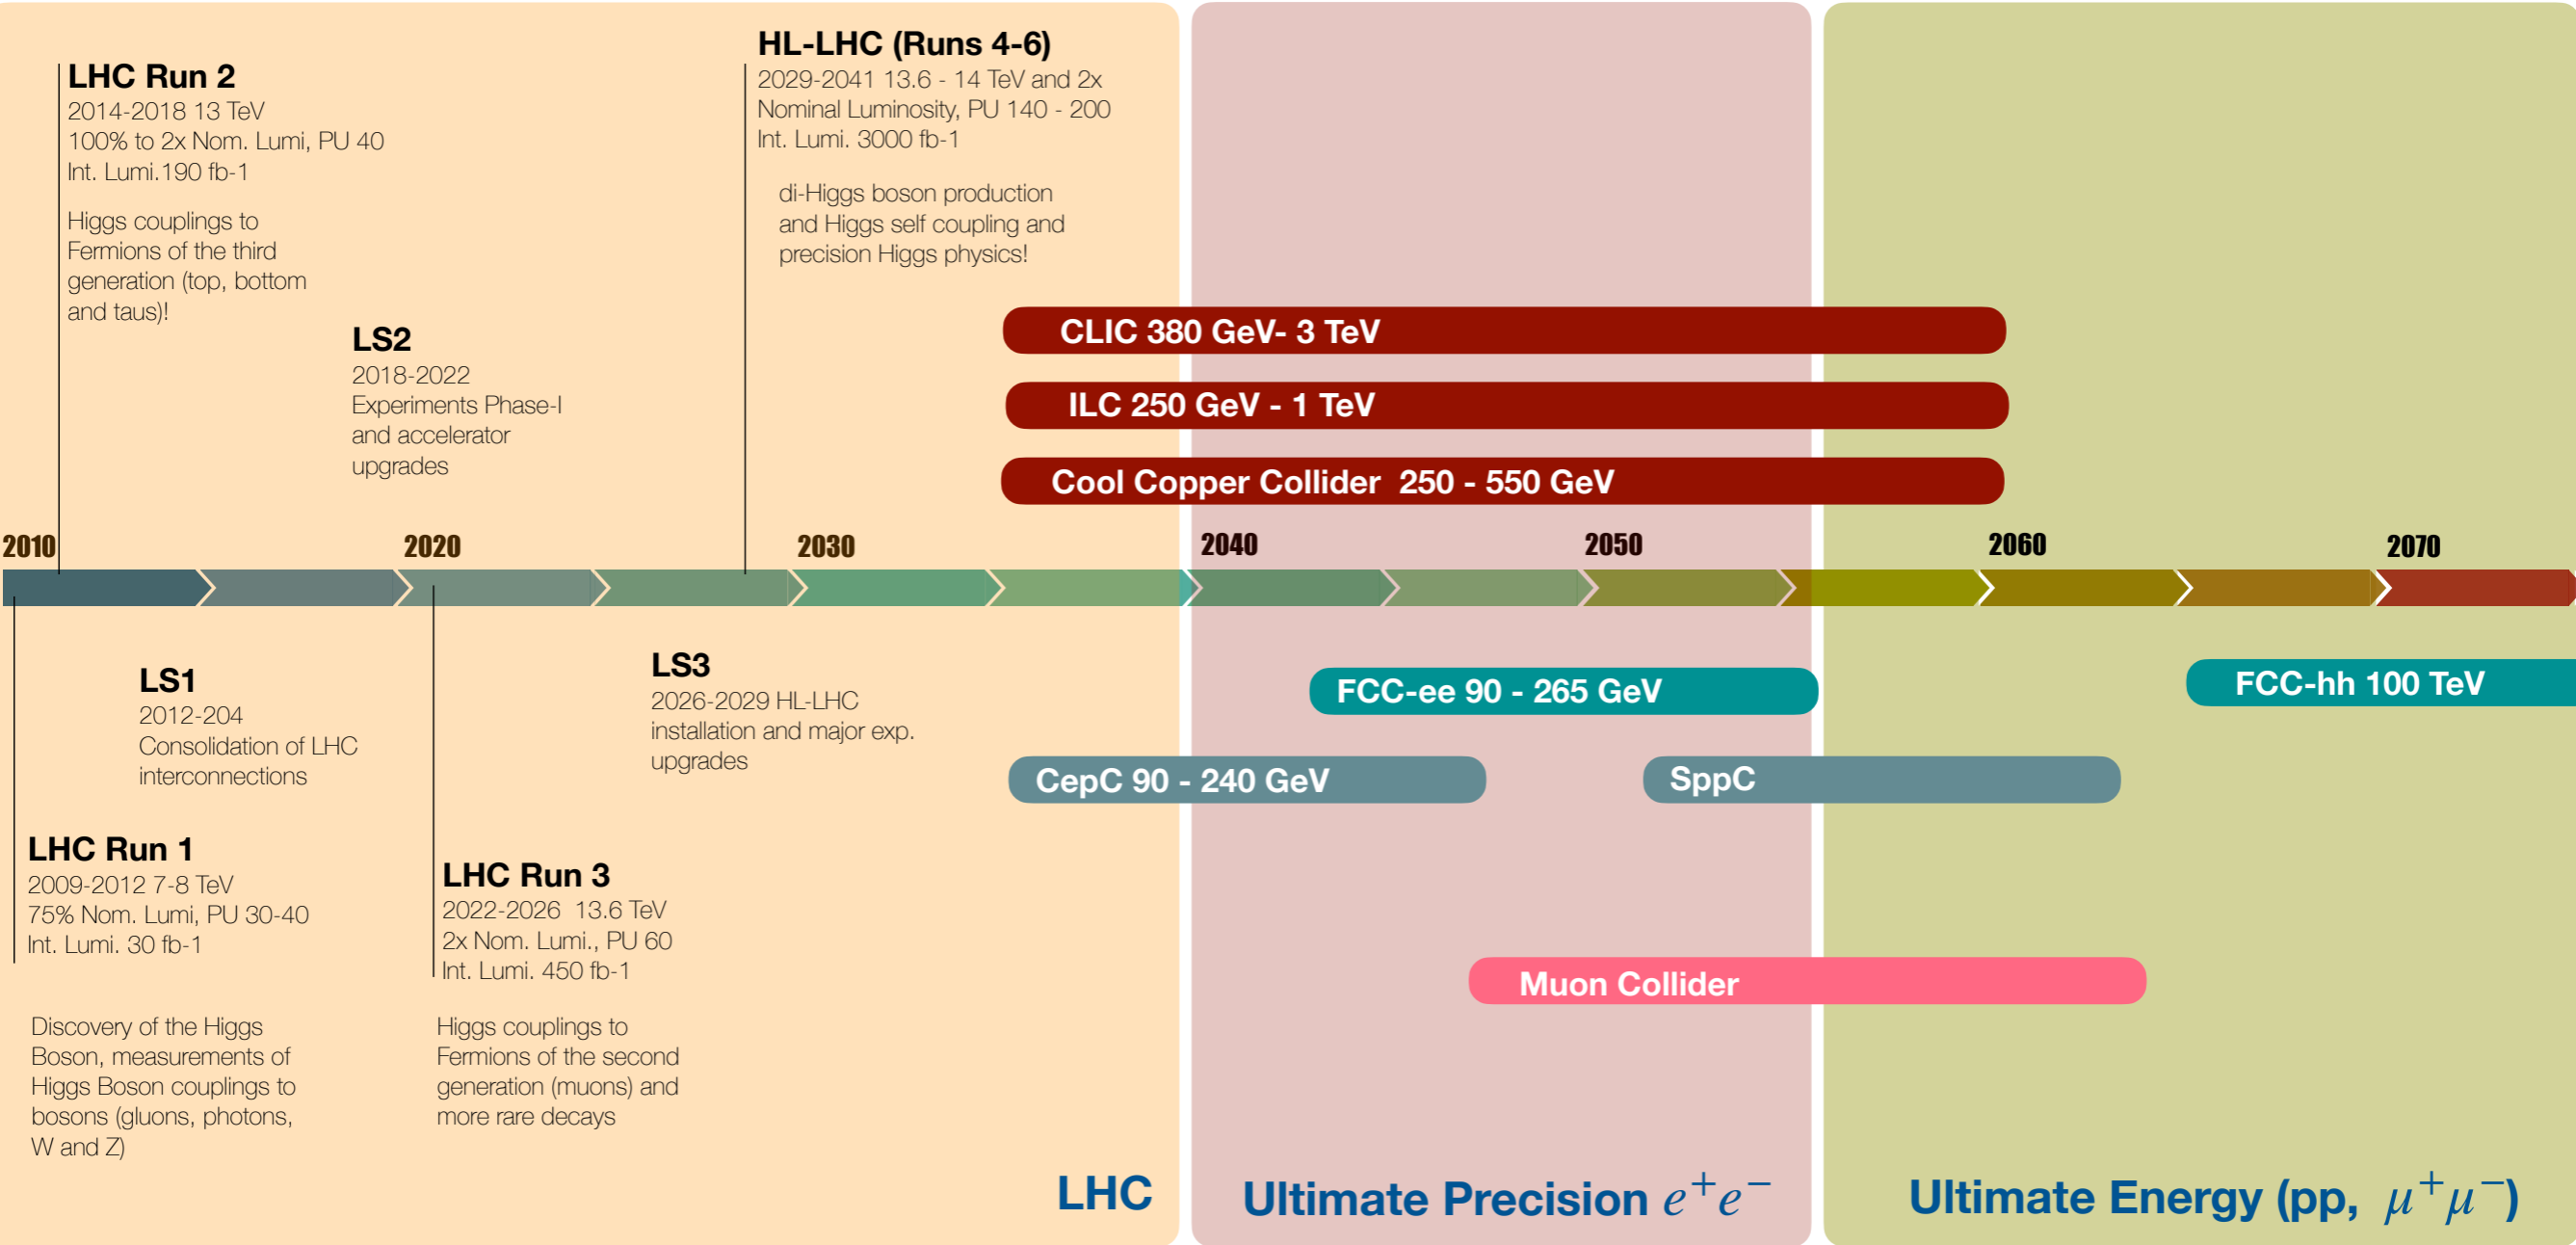 LHC Run 2
2014-2018 13 TeV
100% to 2x Nom. Lumi, PU 40
Int. Lumi.190 fb-1
Higgs couplings to
Fermions of the third
generation (top, bottom
and taus)!
HL-LHC (Runs 4-6)
2029-2041 13.6 - 14 TeV and 2x
Nominal Luminosity, PU 140 - 200
Int. Lumi. 3000 fb-1
di-Higgs boson production
and Higgs self coupling and
precision Higgs physics!
LS2
2018-2022
Experiments Phase-I
and accelerator
upgrades
CLIC 380 GeV- 3 TeV
ILC 250 GeV - 1 TeV
Cool Copper Collider 250 - 550 GeV
2010
2020
2030
2040
2050
2060
2070
LS1
2012-204
Consolidation of LHC
interconnections
LS3
2026-2029 HL-LHC
installation and major exp.
upgrades
FCC-ee 90 - 265 GeV
FCC-hh 100 TeV
CepC 90 - 240 GeV
SppC
LHC Run 1
2009-2012 7-8 TeV
75% Nom. Lumi, PU 30-40
Int. Lumi. 30 fb-1
Discovery of the Higgs
Boson, measurements of
Higgs Boson couplings to
bosons (gluons, photons,
W and Z)
LHC Run 3
2022-2026 13.6 TeV
2x Nom. Lumi., PU 60
Int. Lumi. 450 fb-1
Higgs couplings to
Fermions of the second
generation (muons) and
more rare decays
Muon Collider
LHC
Ultimate Precision e⁺e⁻
Ultimate Energy (pp, μ⁺μ⁻)